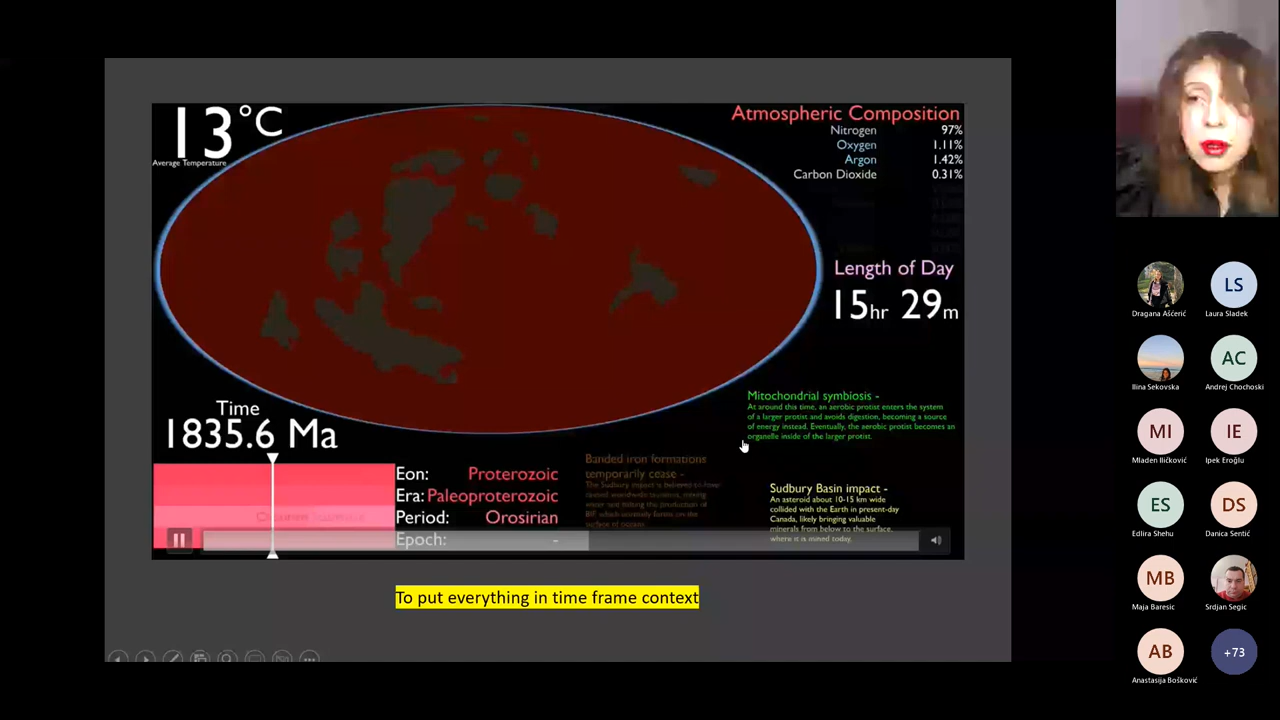 13°C
Average Temperature
Atmospheric Composition
Nitrogen 97%
Oxygen 1.11%
Argon 1.42%
Carbon Dioxide 0.31%
Length of Day
15hr 29m
Time
1835.6 Ma
Mitochondrial symbiosis -
At around this time, an aerobic protist enters the system
of a larger protist and avoids digestion, becoming a source
of energy instead. Eventually, the aerobic protist becomes an
organelle inside of the larger protist.
Banded iron formations
temporarily cease -
Sudbury Basin impact -
An asteroid about 10-15 km wide
collided with the Earth in present-day
Canada, likely bringing valuable
minerals from below to the surface,
where it is mined today.
Eon: Proterozoic
Era: Paleoproterozoic
Period: Orosirian
Epoch: -
To put everything in time frame context
Dragana Ašćerić
LS
Laura Sladek
Ilina Sekovska
AC
Andrej Chochoski
MI
Mladen Iličković
IE
Ipek Eroğlu
ES
Edlira Shehu
DS
Danica Sentić
MB
Maja Baresic
Srdjan Segic
AB
Anastasija Bošković
+73